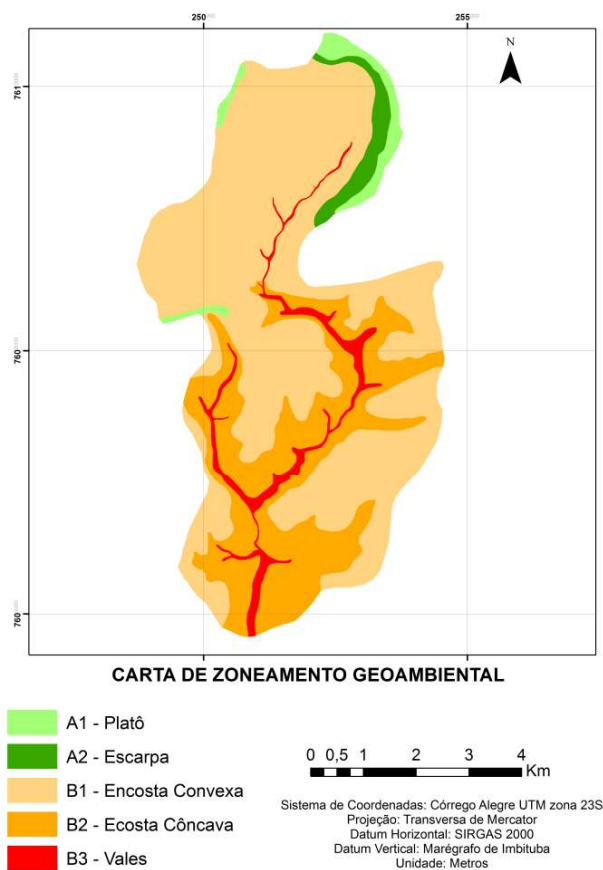 250000
255000
N
761
760
760
CARTA DE ZONEAMENTO GEOAMBIENTAL
A1 - Platô
A2 - Escarpa
B1 - Encosta Convexa
B2 - Ecosta Côncava
B3 - Vales
0 0,5 1 2 3 4
Km
Sistema de Coordenadas: Córrego Alegre UTM zona 23S
Projeção: Transversa de Mercator
Datum Horizontal: SIRGAS 2000
Datum Vertical: Marégrafo de Imbituba
Unidade: Metros